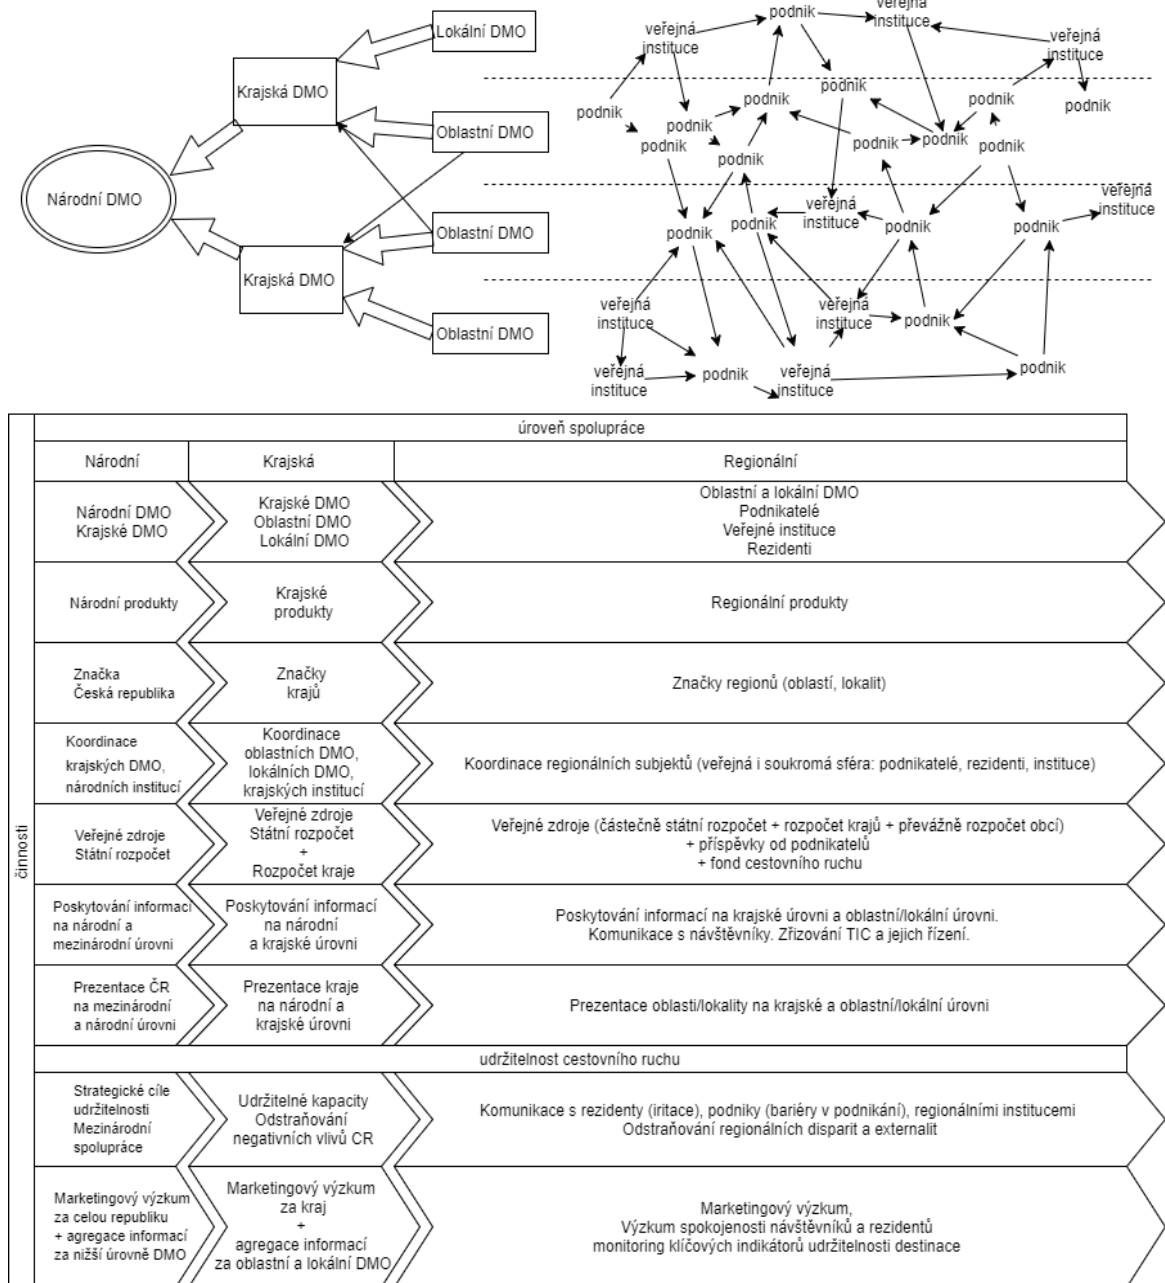 Lokální DMO
Krajská DMO
Oblastní DMO
Národní DMO
Oblastní DMO
Krajská DMO
Oblastní DMO
podnik
veřejná
instituce
veřejná
instituce
veřejná
instituce
podnik
podnik
podnik
podnik
podnik
podnik
podnik
podnik
podnik
podnik
podnik
veřejná
instituce
veřejná
instituce
podnik
podnik
podnik
podnik
veřejná
instituce
veřejná
instituce
podnik
veřejná
instituce
podnik
veřejná
instituce
podnik
úroveň spolupráce
Národní
Krajská
Regionální
činnosti
Národní DMO
Krajské DMO
Krajské DMO
Oblastní DMO
Lokální DMO
Oblastní a lokální DMO
Podnikatelé
Veřejné instituce
Rezidenti
Národní produkty
Krajské
produkty
Regionální produkty
Značka
Česká republika
Značky
krajů
Značky regionů (oblastí, lokalit)
Koordinace
krajských DMO,
národních institucí
Koordinace
oblastních DMO,
lokálních DMO,
krajských institucí
Koordinace regionálních subjektů (veřejná i soukromá sféra: podnikatelé, rezidenti, instituce)
Veřejné zdroje
Státní rozpočet
Veřejné zdroje
Státní rozpočet
+
Rozpočet kraje
Veřejné zdroje (částečně státní rozpočet + rozpočet krajů + převážně rozpočet obcí)
+ příspěvky od podnikatelů
+ fond cestovního ruchu
Poskytování informací
na národní a
mezinárodní úrovni
Poskytování informací
na národní
a krajské úrovni
Poskytování informací na krajské úrovni a oblastní/lokální úrovni.
Komunikace s návštěvníky. Zřizování TIC a jejich řízení.
Prezentace ČR
na mezinárodní
a národní úrovni
Prezentace kraje
na národní a
krajské úrovni
Prezentace oblasti/lokality na krajské a oblastní/lokální úrovni
udržitelnost cestovního ruchu
Strategické cíle
udržitelnosti
Mezinárodní
spolupráce
Udržitelné kapacity
Odstraňování
negativních vlivů CR
Komunikace s rezidenty (iritace), podniky (bariéry v podnikání), regionálními institucemi
Odstraňování regionálních disparit a externalit
Marketingový výzkum
za celou republiku
+ agregace informací
za nižší úrovně DMO
Marketingový výzkum
za kraj
+
agregace informací
za oblastní a lokální DMO
Marketingový výzkum,
Výzkum spokojenosti návštěvníků a rezidentů
monitoring klíčových indikátorů udržitelnosti destinace